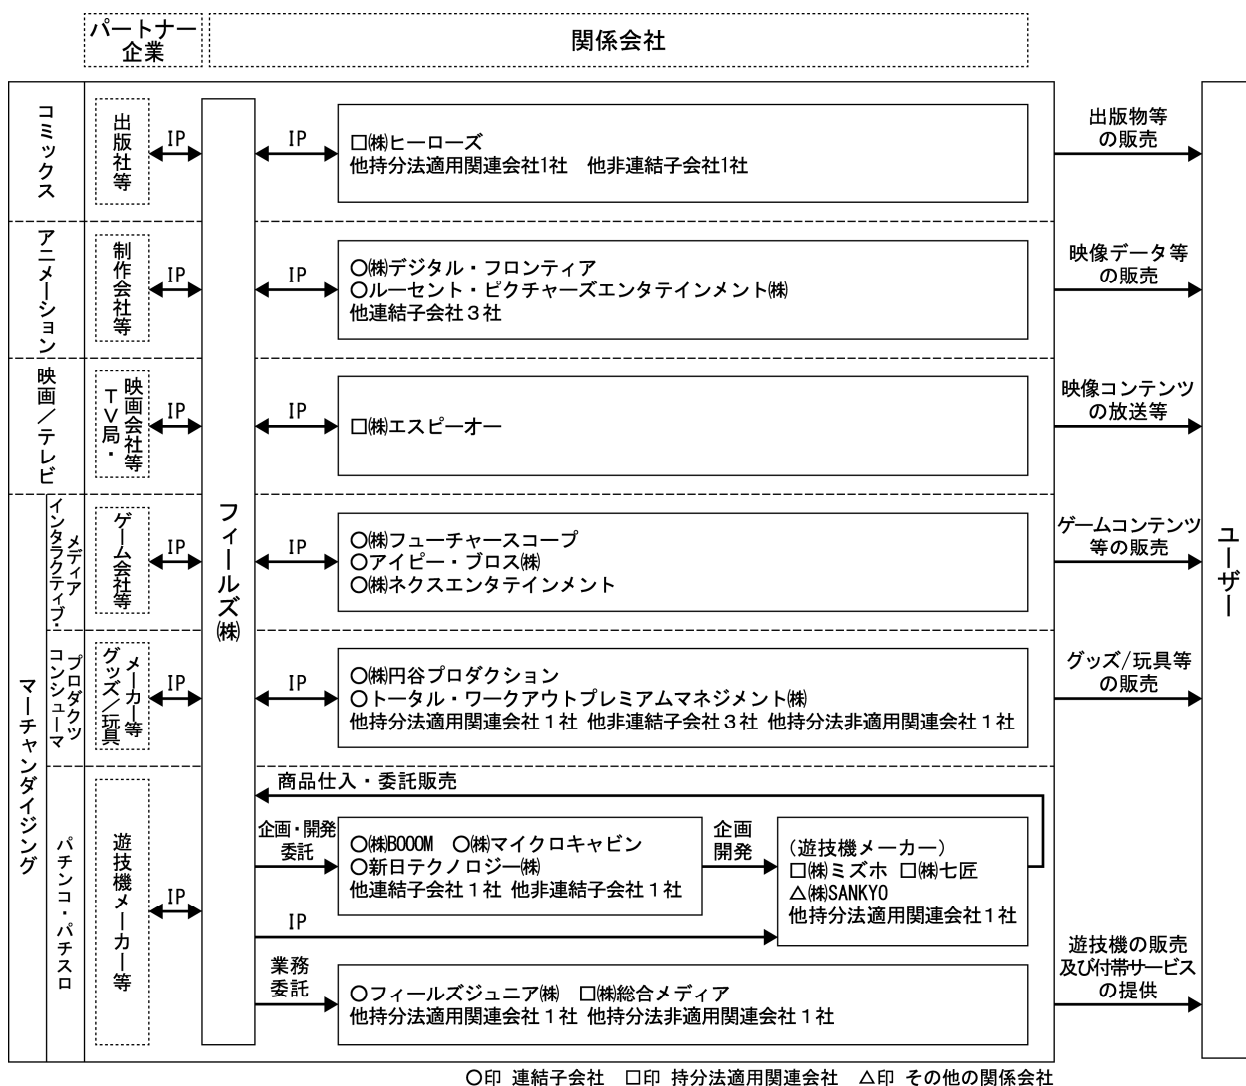 パートナー
企業
関係会社
コミックス
出版社等
IP
IP
□㈱ヒーローズ
他持分法適用関連会社1社　他非連結子会社1社
出版物等
の販売
アニメーション
制作会社等
IP
IP
○㈱デジタル・フロンティア
○ルーセント・ピクチャーズエンタテインメント㈱
他連結子会社３社
映像データ等
の販売
映画／テレビ
映画会社等
ＴＶ局・
IP
IP
□㈱エスピーオー
映像コンテンツ
の放送等
フィールズ㈱
ユーザー
マーチャンダイジング
メディア
インタラクティブ・
ゲーム会社等
IP
IP
○㈱フューチャースコープ
○アイピー・ブロス㈱
○㈱ネクスエンタテインメント
ゲームコンテンツ
等の販売
プロダクツ
コンシューマ
メーカー等
グッズ／玩具
IP
IP
○㈱円谷プロダクション
○トータル・ワークアウトプレミアムマネジメント㈱
他持分法適用関連会社１社 他非連結子会社３社 他持分法非適用関連会社１社
グッズ/玩具等
の販売
パチンコ・パチスロ
遊技機メーカー等
IP
商品仕入・委託販売
企画・開発
委託
○㈱BOOOM　○㈱マイクロキャビン
○新日テクノロジー㈱
他連結子会社１社 他非連結子会社１社
企画
開発
（遊技機メーカー）
□㈱ミズホ □㈱七匠
△㈱SANKYO
他持分法適用関連会社１社
IP
業務
委託
○フィールズジュニア㈱　□㈱総合メディア
他持分法適用関連会社１社 他持分法非適用関連会社１社
遊技機の販売
及び付帯サービス
の提供
○印 連結子会社　□印 持分法適用関連会社　△印 その他の関係会社